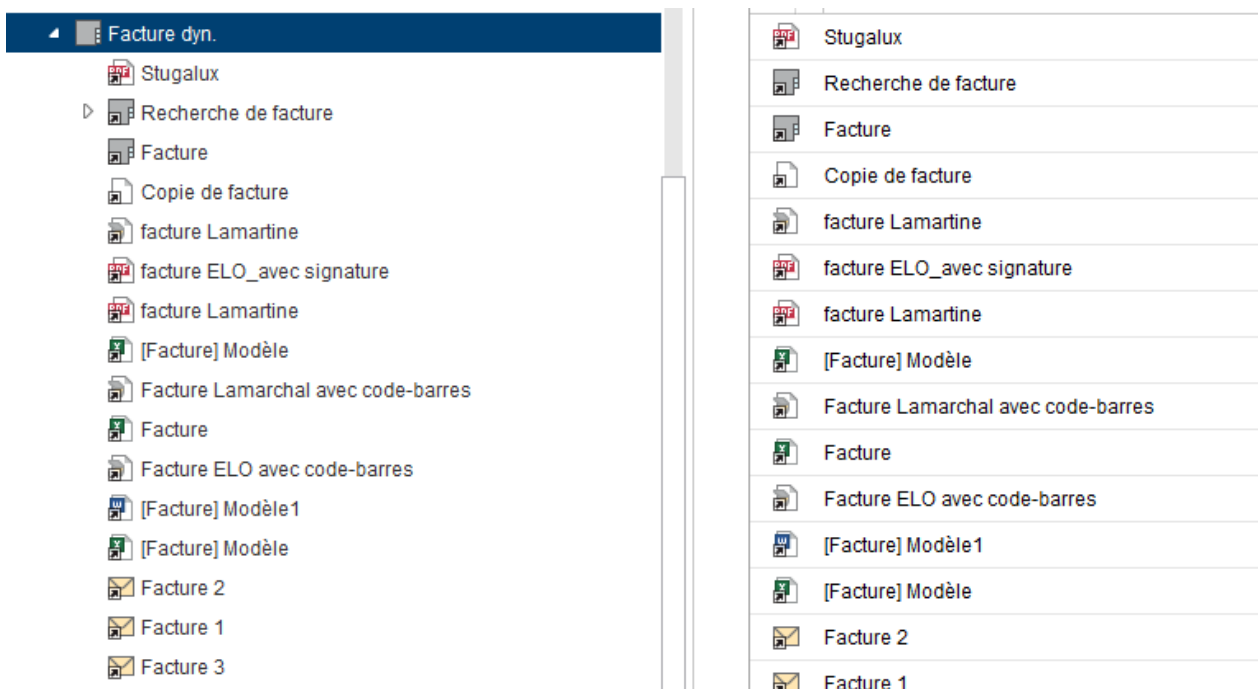 Facture dyn.
Stugalux
Recherche de facture
Facture
Copie de facture
facture Lamartine
facture ELO_avec signature
facture Lamartine
[Facture] Modèle
Facture Lamarchal avec code-barres
Facture
Facture ELO avec code-barres
[Facture] Modèle1
[Facture] Modèle
Facture 2
Facture 1
Facture 3
Stugalux
Recherche de facture
Facture
Copie de facture
facture Lamartine
facture ELO_avec signature
facture Lamartine
[Facture] Modèle
Facture Lamarchal avec code-barres
Facture
Facture ELO avec code-barres
[Facture] Modèle1
[Facture] Modèle
Facture 2
Facture 1